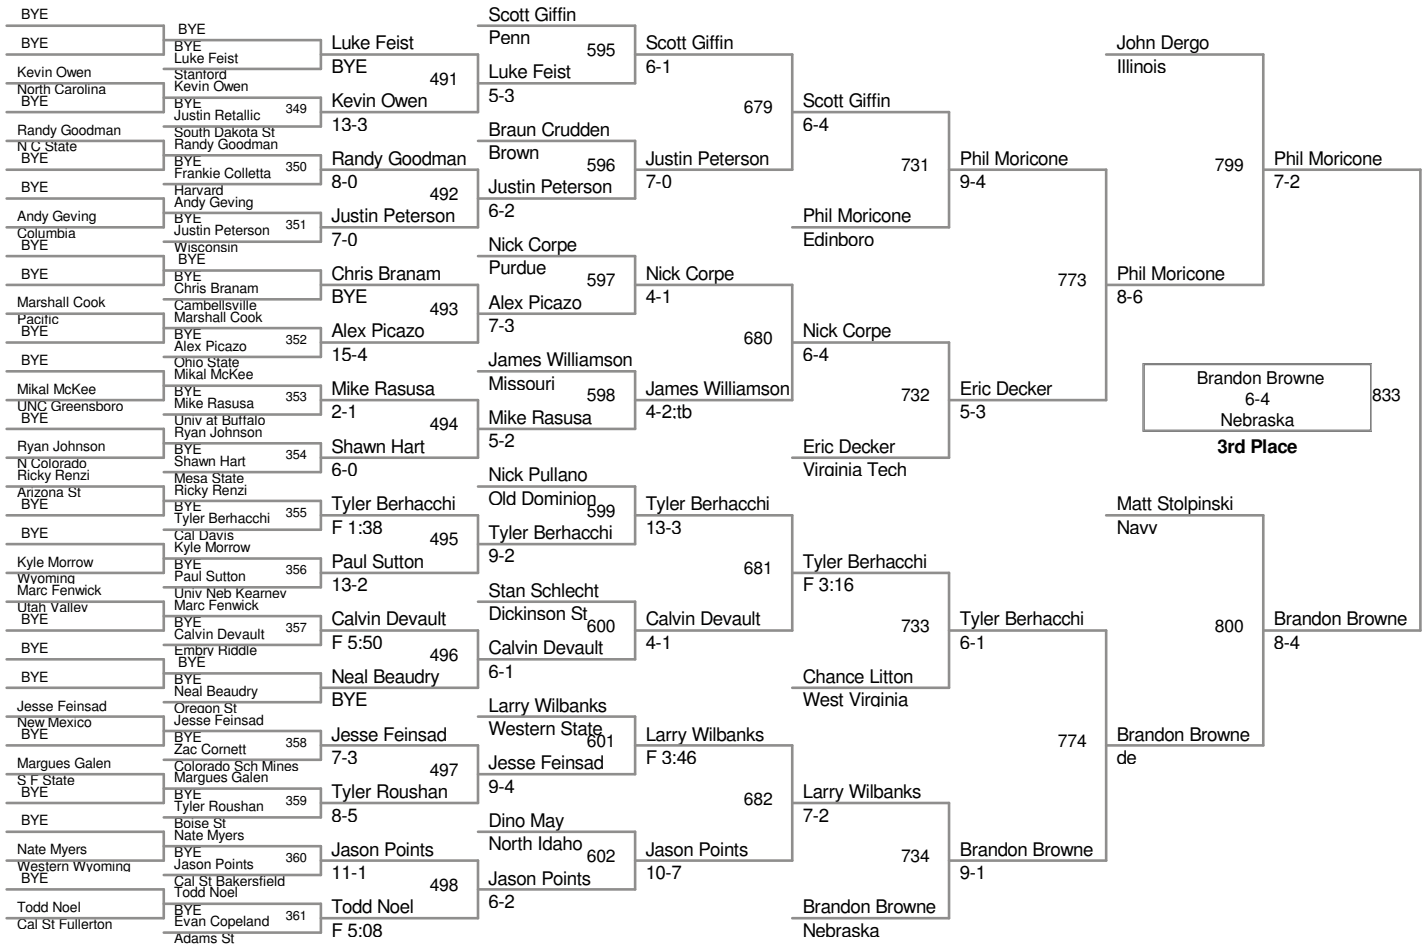 BYE
BYE
Kevin Owen
North Carolina
BYE
Randy Goodman
N C State
BYE
BYE
Andy Geving
Columbia
BYE
BYE
Marshall Cook
Pacific
BYE
BYE
Mikal McKee
UNC Greensboro
BYE
Ryan Johnson
N Colorado
Ricky Renzi
Arizona St
BYE
BYE
Kyle Morrow
Wyoming
Marc Fenwick
Utah Valley
BYE
BYE
BYE
Jesse Feinsad
New Mexico
BYE
Margues Galen
S F State
BYE
BYE
Nate Myers
Western Wyoming
BYE
Todd Noel
Cal St Fullerton
BYE
BYE
Luke Feist
Stanford
Kevin Owen
BYE
Justin Retallic
349
South Dakota St
Randy Goodman
BYE
Frankie Colletta
350
Harvard
Andy Geving
BYE
Justin Peterson
351
Wisconsin
BYE
BYE
Chris Branam
Cambellsville
Marshall Cook
BYE
Alex Picazo
352
Ohio State
Mikal McKee
BYE
Mike Rasusa
353
Univ at Buffalo
Ryan Johnson
BYE
Shawn Hart
354
Mesa State
Ricky Renzi
BYE
Tyler Berhacchi
355
Cal Davis
Kyle Morrow
BYE
Paul Sutton
356
Univ Neb Kearney
Marc Fenwick
BYE
Calvin Devault
357
Embry Riddle
BYE
BYE
Neal Beaudry
Oregon St
Jesse Feinsad
BYE
Zac Cornett
358
Colorado Sch Mines
Margues Galen
BYE
Tyler Roushan
359
Boise St
Nate Myers
BYE
Jason Points
360
Cal St Bakersfield
Todd Noel
BYE
Evan Copeland
361
Adams St
Luke Feist
BYE
491
Kevin Owen
13-3
Randy Goodman
8-0
492
Justin Peterson
7-0
Chris Branam
BYE
493
Alex Picazo
15-4
Mike Rasusa
2-1
494
Shawn Hart
6-0
Tyler Berhacchi
F 1:38
495
Paul Sutton
13-2
Calvin Devault
F 5:50
496
Neal Beaudry
BYE
Jesse Feinsad
7-3
497
Tyler Roushan
8-5
Jason Points
11-1
498
Todd Noel
F 5:08
Scott Giffin
Penn
595
Luke Feist
5-3
Braun Crudden
Brown
596
Justin Peterson
6-2
Nick Corpe
Purdue
597
Alex Picazo
7-3
James Williamson
Missouri
598
Mike Rasusa
5-2
Nick Pullano
Old Dominion
599
Tyler Berhacchi
9-2
Stan Schlecht
Dickinson St
600
Calvin Devault
6-1
Larry Wilbanks
Western State
601
Jesse Feinsad
9-4
Dino May
North Idaho
602
Jason Points
6-2
Scott Giffin
6-1
679
Justin Peterson
7-0
Nick Corpe
4-1
680
James Williamson
4-2:tb
Tyler Berhacchi
13-3
681
Calvin Devault
4-1
Larry Wilbanks
F 3:46
682
Jason Points
10-7
Scott Giffin
6-4
731
Phil Moricone
Edinboro
Nick Corpe
6-4
732
Eric Decker
Virginia Tech
Tyler Berhacchi
F 3:16
733
Chance Litton
West Virginia
Larry Wilbanks
7-2
734
Brandon Browne
Nebraska
Phil Moricone
9-4
773
Eric Decker
5-3
Tyler Berhacchi
6-1
774
Brandon Browne
9-1
John Dergo
Illinois
799
Phil Moricone
8-6
Matt Stolpinski
Navy
800
Brandon Browne
de
Phil Moricone
7-2
Brandon Browne
8-4
Brandon Browne
6-4
Nebraska
833
3rd Place